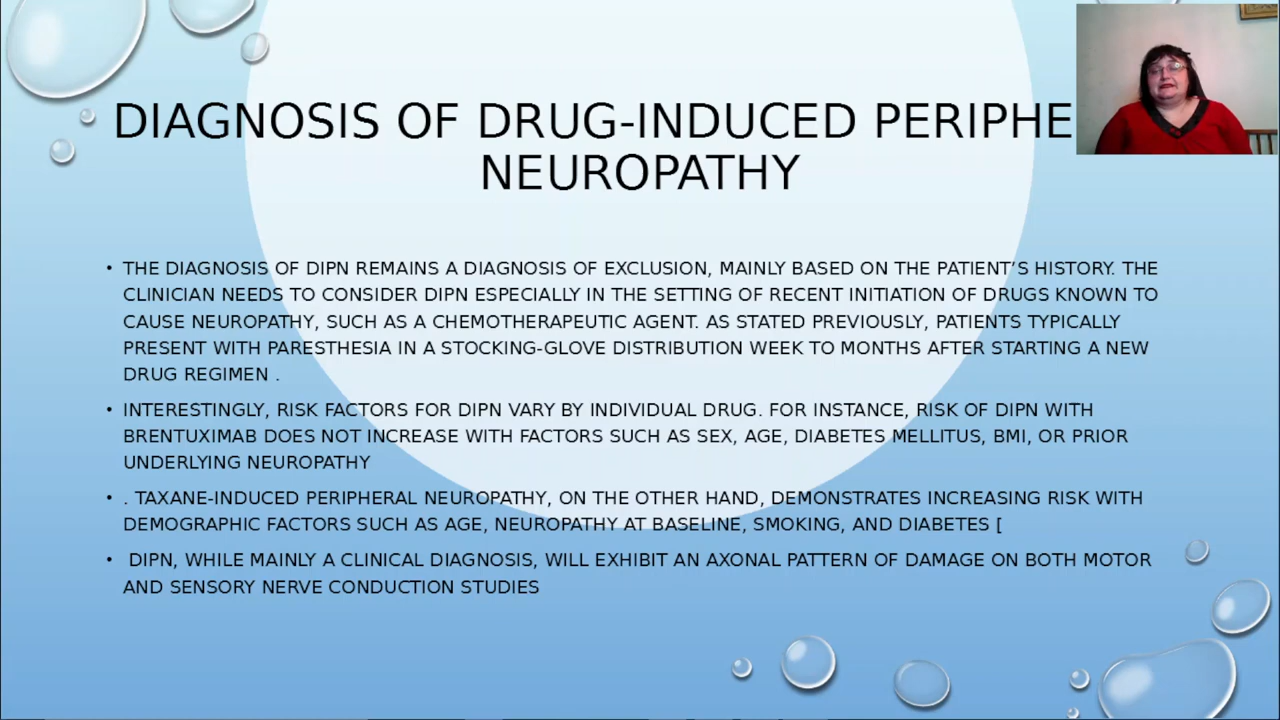 DIAGNOSIS OF DRUG-INDUCED PERIPHE
NEUROPATHY
• THE DIAGNOSIS OF DIPN REMAINS A DIAGNOSIS OF EXCLUSION, MAINLY BASED ON THE PATIENT'S HISTORY. THE
CLINICIAN NEEDS TO CONSIDER DIPN ESPECIALLY IN THE SETTING OF RECENT INITIATION OF DRUGS KNOWN TO
CAUSE NEUROPATHY, SUCH AS A CHEMOTHERAPEUTIC AGENT. AS STATED PREVIOUSLY, PATIENTS TYPICALLY
PRESENT WITH PARESTHESIA IN A STOCKING-GLOVE DISTRIBUTION WEEK TO MONTHS AFTER STARTING A NEW
DRUG REGIMEN .
• INTERESTINGLY, RISK FACTORS FOR DIPN VARY BY INDIVIDUAL DRUG. FOR INSTANCE, RISK OF DIPN WITH
BRENTUXIMAB DOES NOT INCREASE WITH FACTORS SUCH AS SEX, AGE, DIABETES MELLITUS, BMI, OR PRIOR
UNDERLYING NEUROPATHY
• . TAXANE-INDUCED PERIPHERAL NEUROPATHY, ON THE OTHER HAND, DEMONSTRATES INCREASING RISK WITH
DEMOGRAPHIC FACTORS SUCH AS AGE, NEUROPATHY AT BASELINE, SMOKING, AND DIABETES [
• DIPN, WHILE MAINLY A CLINICAL DIAGNOSIS, WILL EXHIBIT AN AXONAL PATTERN OF DAMAGE ON BOTH MOTOR
AND SENSORY NERVE CONDUCTION STUDIES